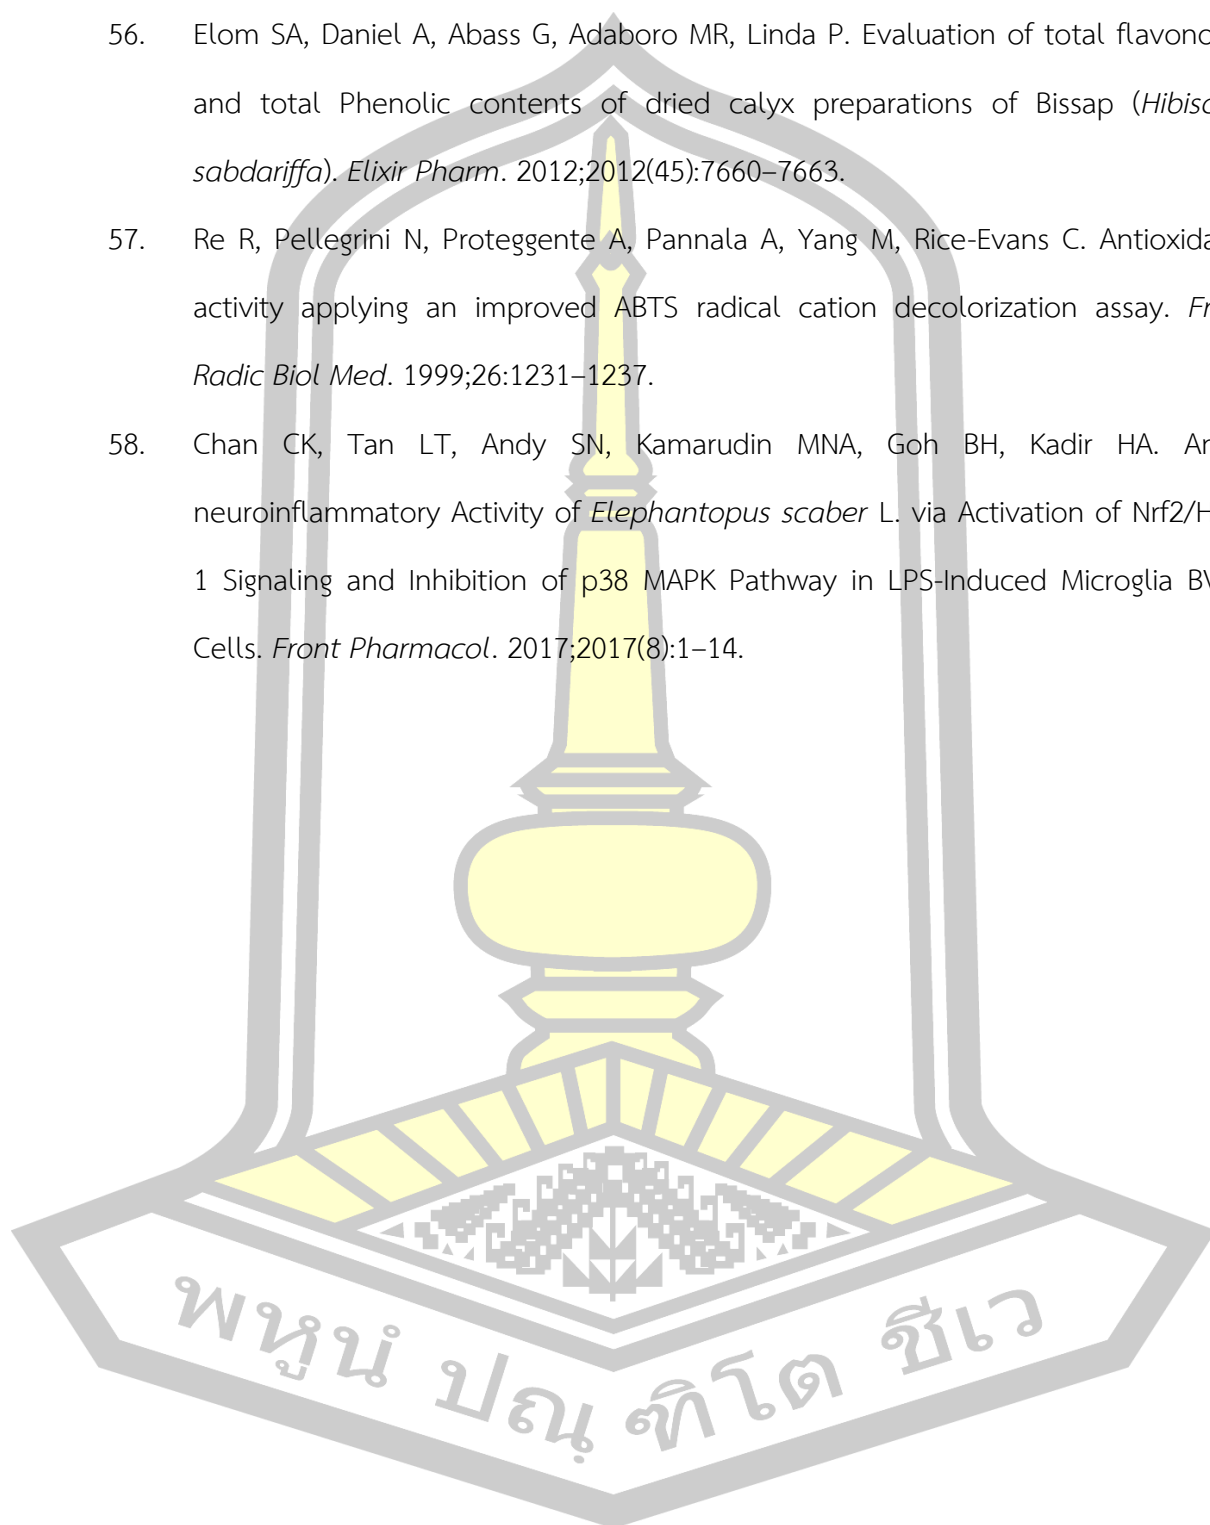 56. Elom SA, Daniel A, Abass G, Adaboro MR, Linda P. Evaluation of total flavono
and total Phenolic contents of dried calyx preparations of Bissap (Hibisc
sabdariffa). Elixir Pharm. 2012;2012(45):7660–7663.
57. Re R, Pellegrini N, Proteggente A, Pannala A, Yang M, Rice-Evans C. Antioxida
activity applying an improved ABTS radical cation decolorization assay. Fr
Radic Biol Med. 1999;26:1231–1237.
58. Chan CK, Tan LT, Andy SN, Kamarudin MNA, Goh BH, Kadir HA. An
neuroinflammatory Activity of Elephantopus scaber L. via Activation of Nrf2/H
1 Signaling and Inhibition of p38 MAPK Pathway in LPS-Induced Microglia BV
Cells. Front Pharmacol. 2017;2017(8):1–14.
พหูนํ ปณฺฑิโต ชีเว